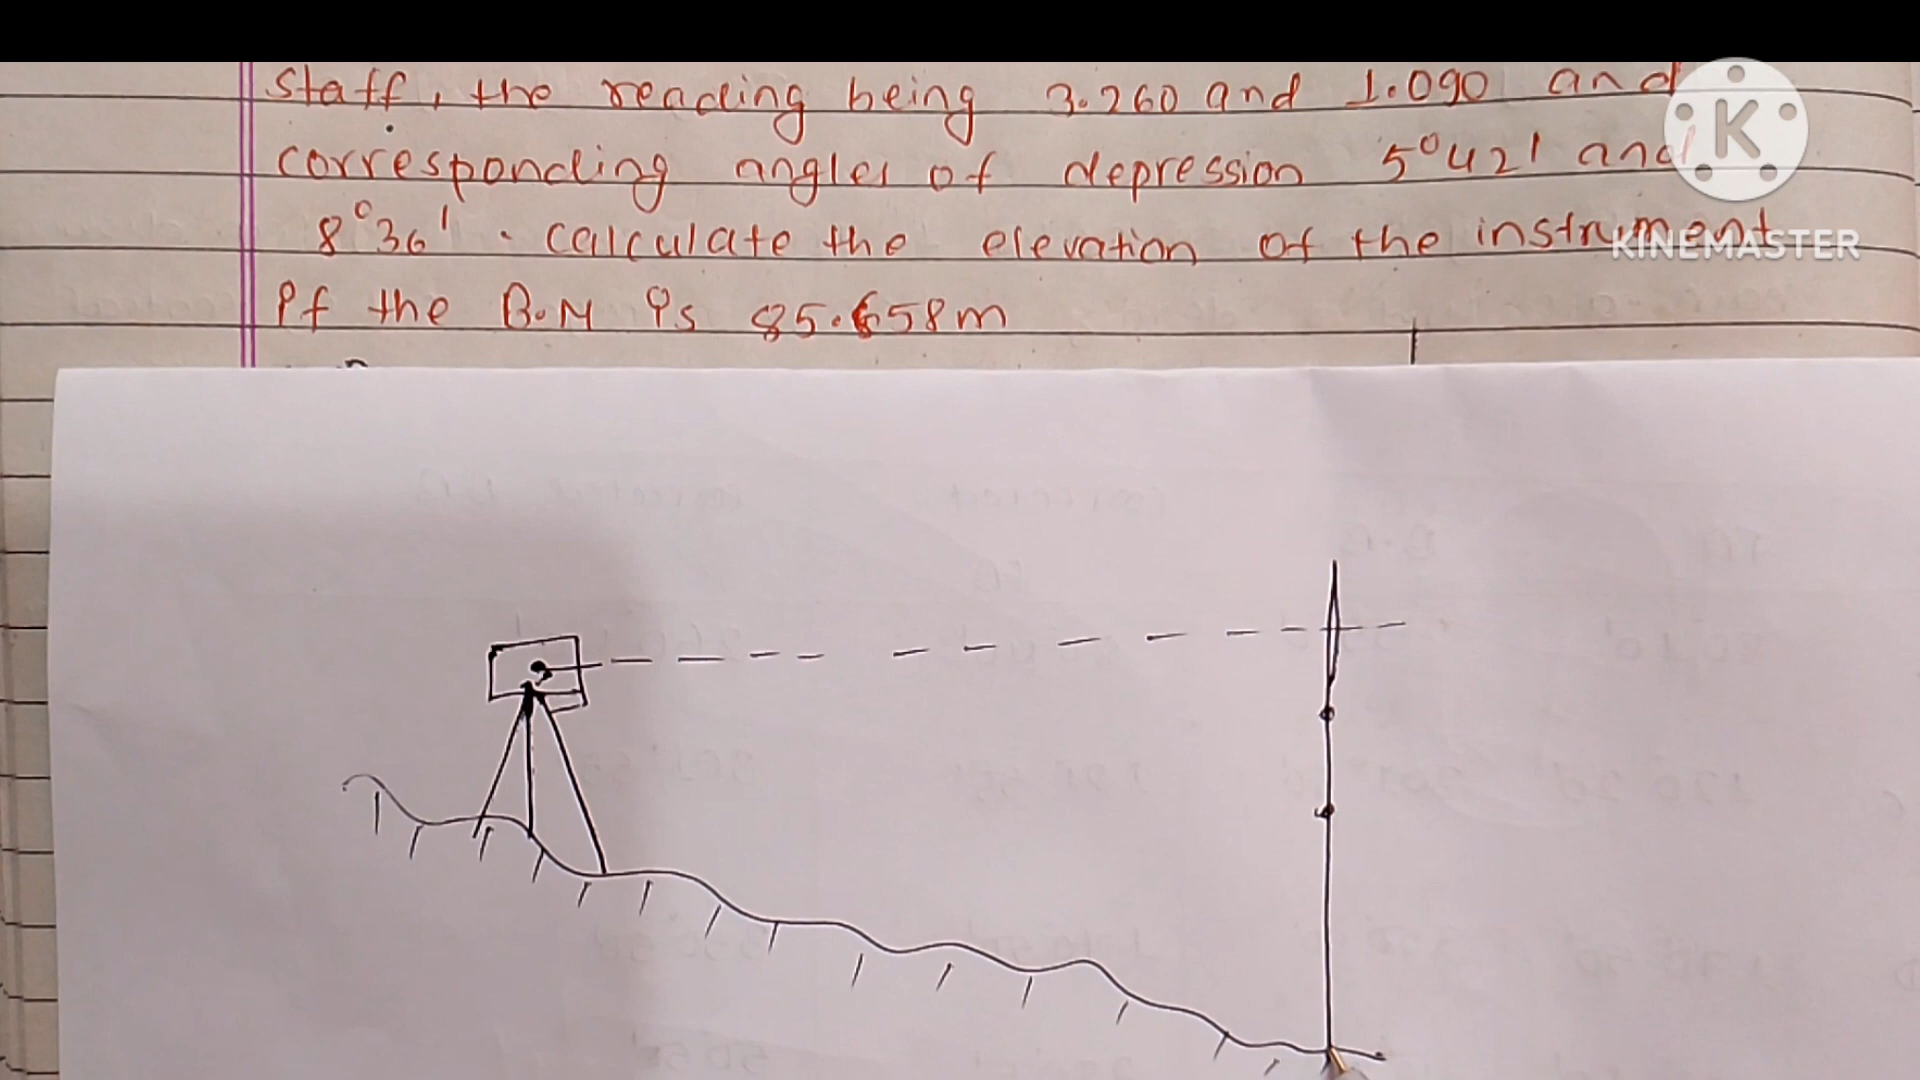 Staff, the reading being 3.260 and 1.090 and
corresponding angles of depression 5°42' and
8°36'. calculate the elevation of the instrument
if the B.M is 85.658m
K
KINEMASTER